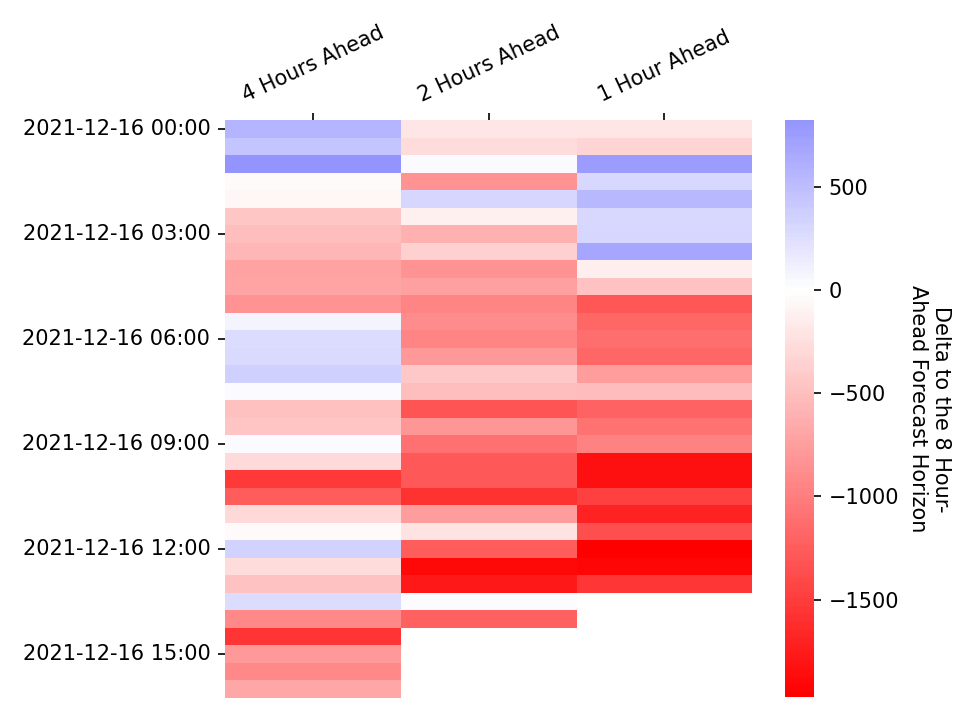 4 Hours Ahead
2 Hours Ahead
1 Hour Ahead
2021-12-16 00:00
2021-12-16 03:00
2021-12-16 06:00
2021-12-16 09:00
2021-12-16 12:00
2021-12-16 15:00
500
0
−500
−1000
−1500
Delta to the 8 Hour-
Ahead Forecast Horizon